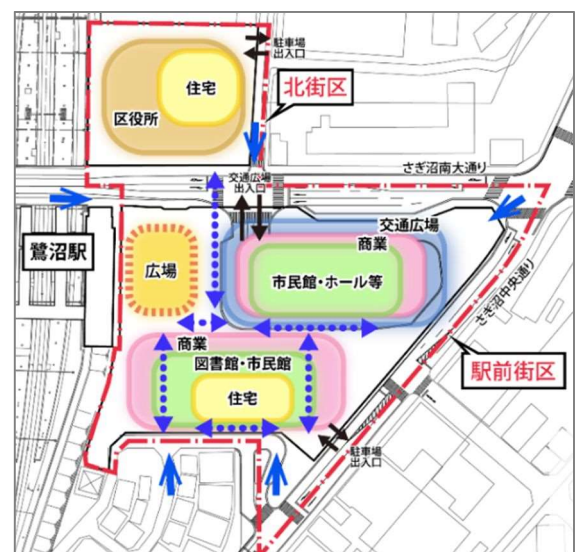 駐車場
出入口
住宅
北街区
区役所
さぎ沼南大通り
交通広場
出入口
交通広場
商業
鷺沼駅
広場
市民館・ホール等
さぎ沼中央通り
商業
図書館・市民館
駅前街区
住宅
駐車場
出入口